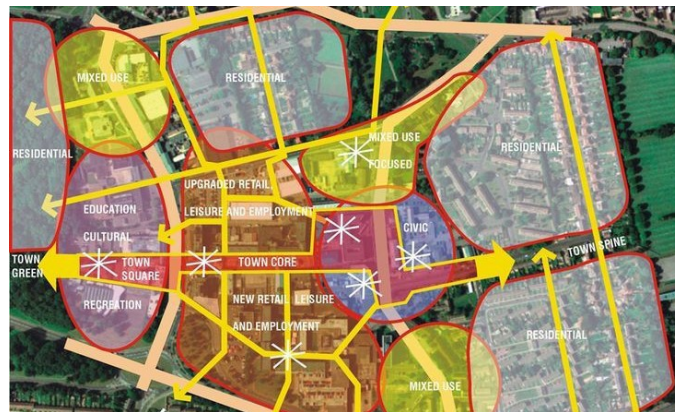 MIXED USE
RESIDENTIAL
RESIDENTIAL
MIXED USE
FOCUSED
RESIDENTIAL
UPGRADED RETAIL,
LEISURE AND EMPLOYMENT
EDUCATION
CULTURAL
CIVIC
TOWN
GREEN
TOWN
SQUARE
TOWN CORE
TOWN SPINE
RECREATION
NEW RETAIL LEISURE
AND EMPLOYMENT
RESIDENTIAL
MIXED USE